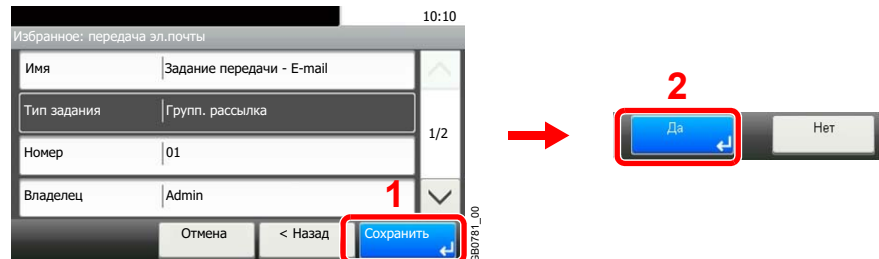 10:10
Избранное: передача эл.почты
Имя Задание передачи - E-mail
Тип задания Групп. рассылка
1/2
Номер 01
Владелец Admin
1
Отмена < Назад Сохранить
GB0781_00
2
Да Нет